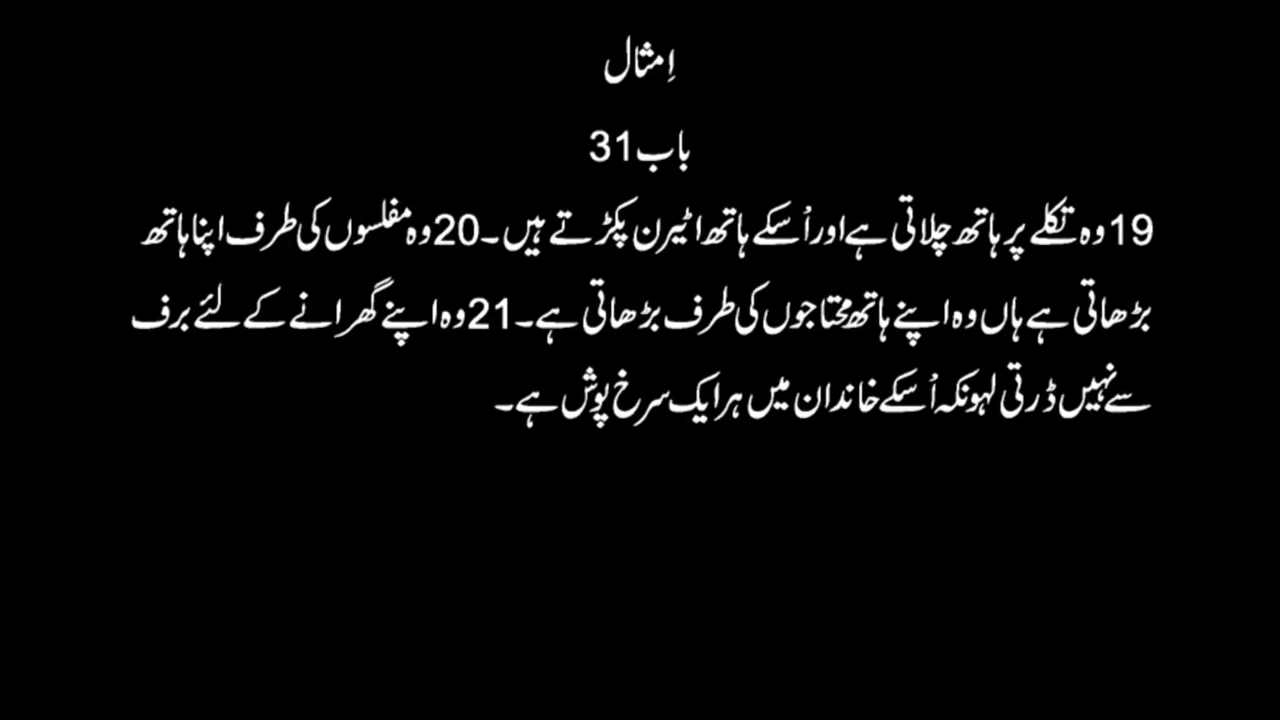 اِمثال
باب 31
19 وہ تکلے پر ہاتھ چلاتی ہے اور اُسکے ہاتھ اٹیرن پکڑتے ہیں۔ 20 وہ مفلسوں کی طرف اپنا ہاتھ
بڑھاتی ہے ہاں وہ اپنے ہاتھ محتاجوں کی طرف بڑھاتی ہے۔ 21 وہ اپنے گھرانے کے لئے برف
سے نہیں ڈرتی لہونکہ اُسکے خاندان میں ہر ایک سرخ پوش ہے۔